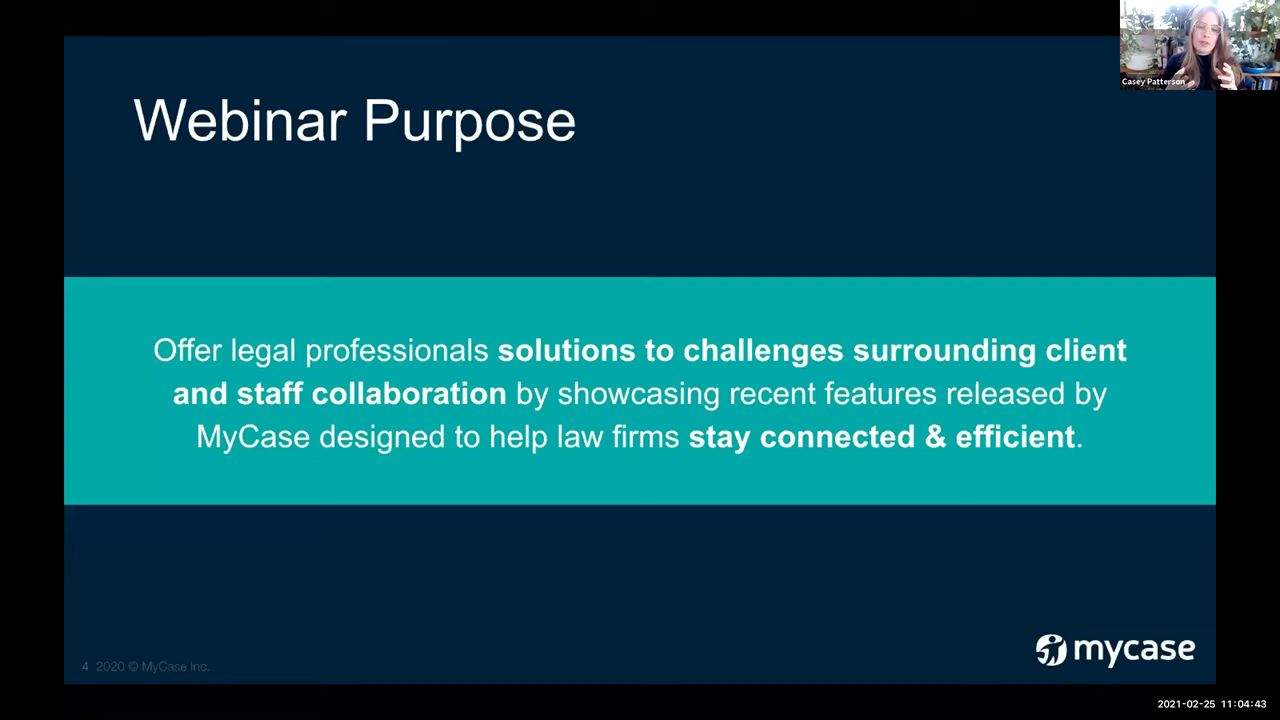 Casey Patterson
Webinar Purpose
Offer legal professionals solutions to challenges surrounding client
and staff collaboration by showcasing recent features released by
MyCase designed to help law firms stay connected & efficient.
4 2020 © MyCase Inc.
mycase
2021-02-25 11:04:43